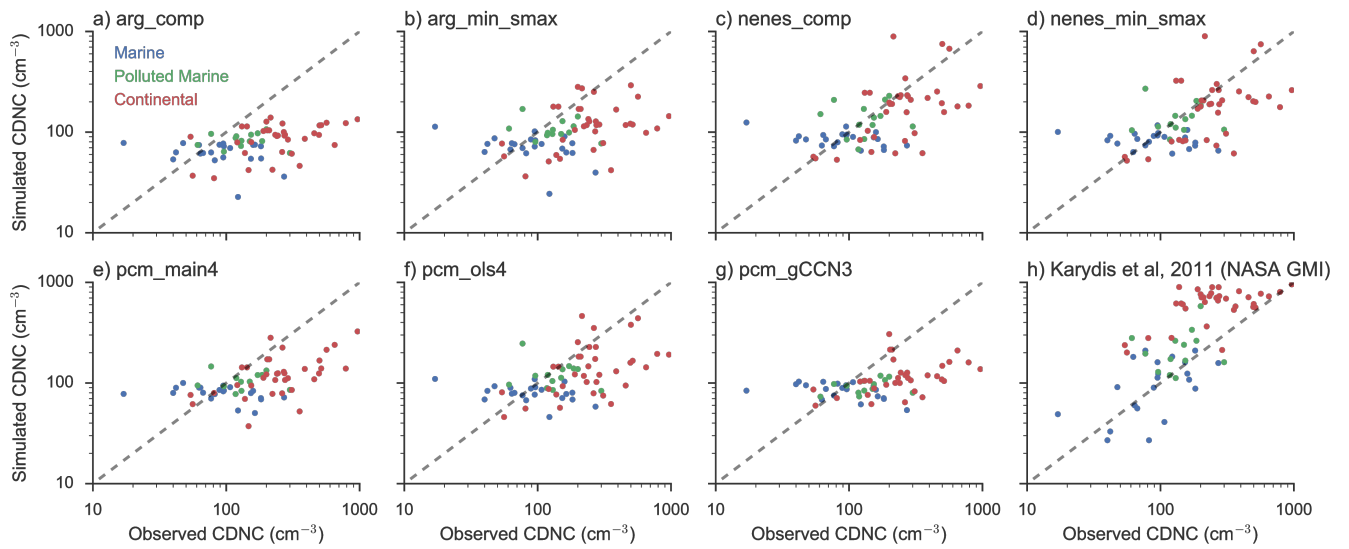 a) arg_comp
b) arg_min_smax
c) nenes_comp
d) nenes_min_smax
Marine
Polluted Marine
Continental
Simulated CDNC (cm⁻³)
1000
100
10
10 100 1000
e) pcm_main4
f) pcm_ols4
g) pcm_gCCN3
h) Karydis et al, 2011 (NASA GMI)
Simulated CDNC (cm⁻³)
1000
100
10
10 100 1000
10 100 1000
10 100 1000
10 100 1000
Observed CDNC (cm⁻³)
Observed CDNC (cm⁻³)
Observed CDNC (cm⁻³)
Observed CDNC (cm⁻³)